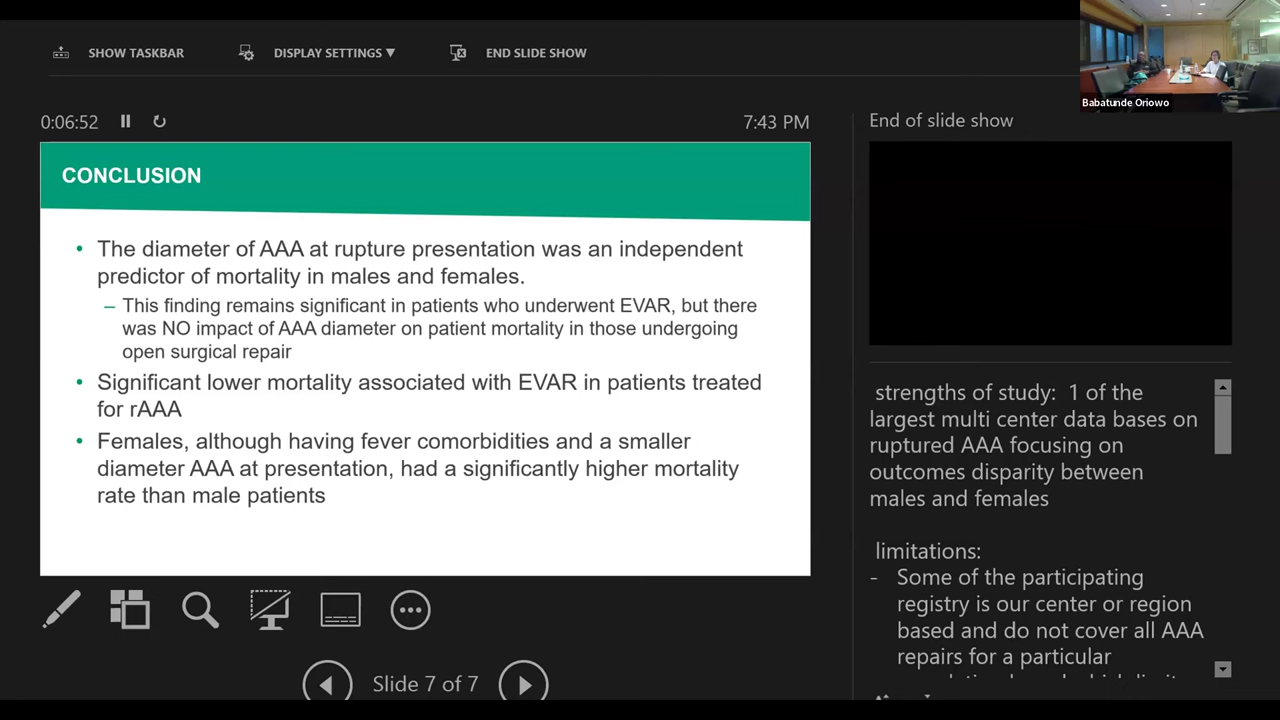 SHOW TASKBAR
DISPLAY SETTINGS ▼
END SLIDE SHOW
Babatunde Oriowo
0:06:52
7:43 PM
End of slide show
CONCLUSION
• The diameter of AAA at rupture presentation was an independent
predictor of mortality in males and females.
– This finding remains significant in patients who underwent EVAR, but there
was NO impact of AAA diameter on patient mortality in those undergoing
open surgical repair
• Significant lower mortality associated with EVAR in patients treated
for rAAA
• Females, although having fever comorbidities and a smaller
diameter AAA at presentation, had a significantly higher mortality
rate than male patients
strengths of study: 1 of the
largest multi center data bases on
ruptured AAA focusing on
outcomes disparity between
males and females
limitations:
- Some of the participating
registry is our center or region
based and do not cover all AAA
repairs for a particular
Slide 7 of 7